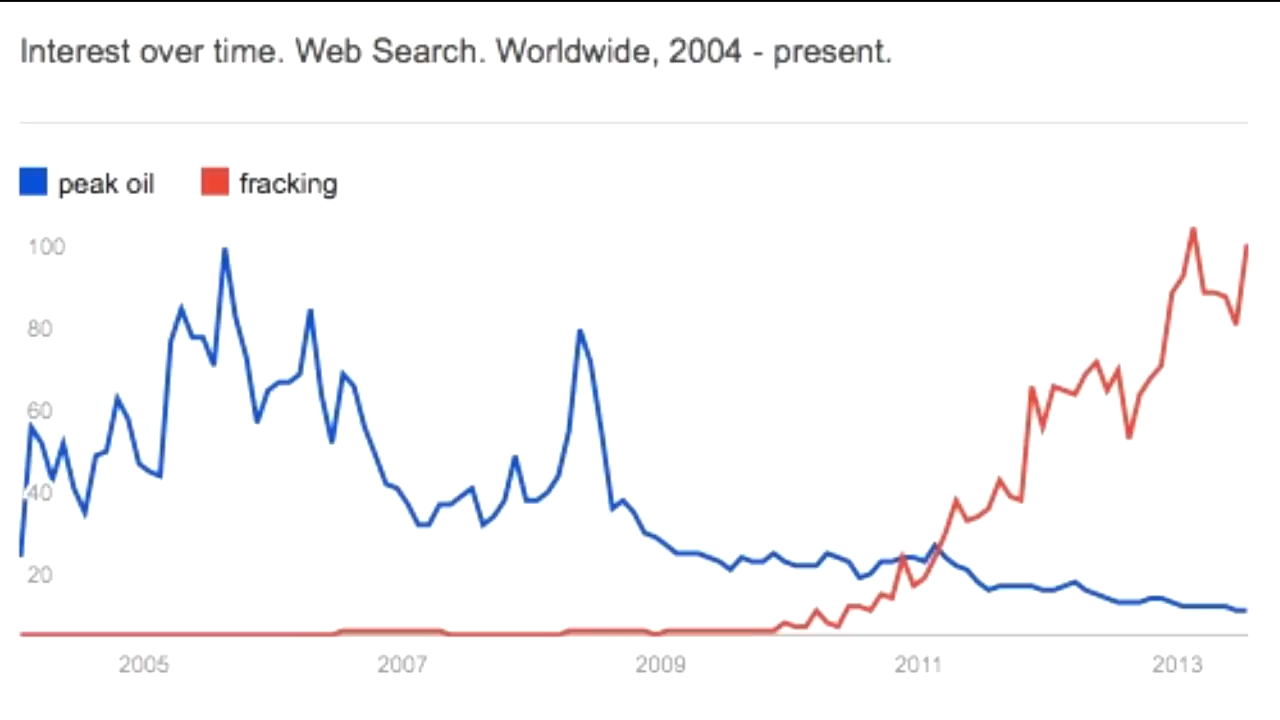 Interest over time. Web Search. Worldwide, 2004 - present.
peak oil fracking
100
80
60
40
20
2005 2007 2009 2011 2013